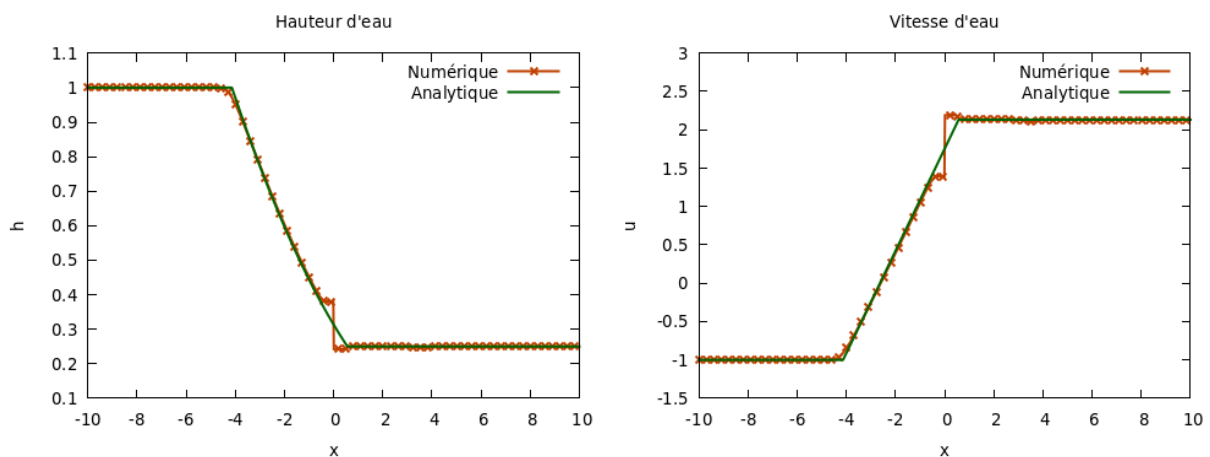 Hauteur d'eau
1.1
1
0.9
0.8
0.7
0.6
0.5
0.4
0.3
0.2
0.1
h
-10 -8 -6 -4 -2 0 2 4 6 8 10
x
Numérique
Analytique
Vitesse d'eau
3
2.5
2
1.5
1
0.5
0
-0.5
-1
-1.5
u
-10 -8 -6 -4 -2 0 2 4 6 8 10
x
Numérique
Analytique